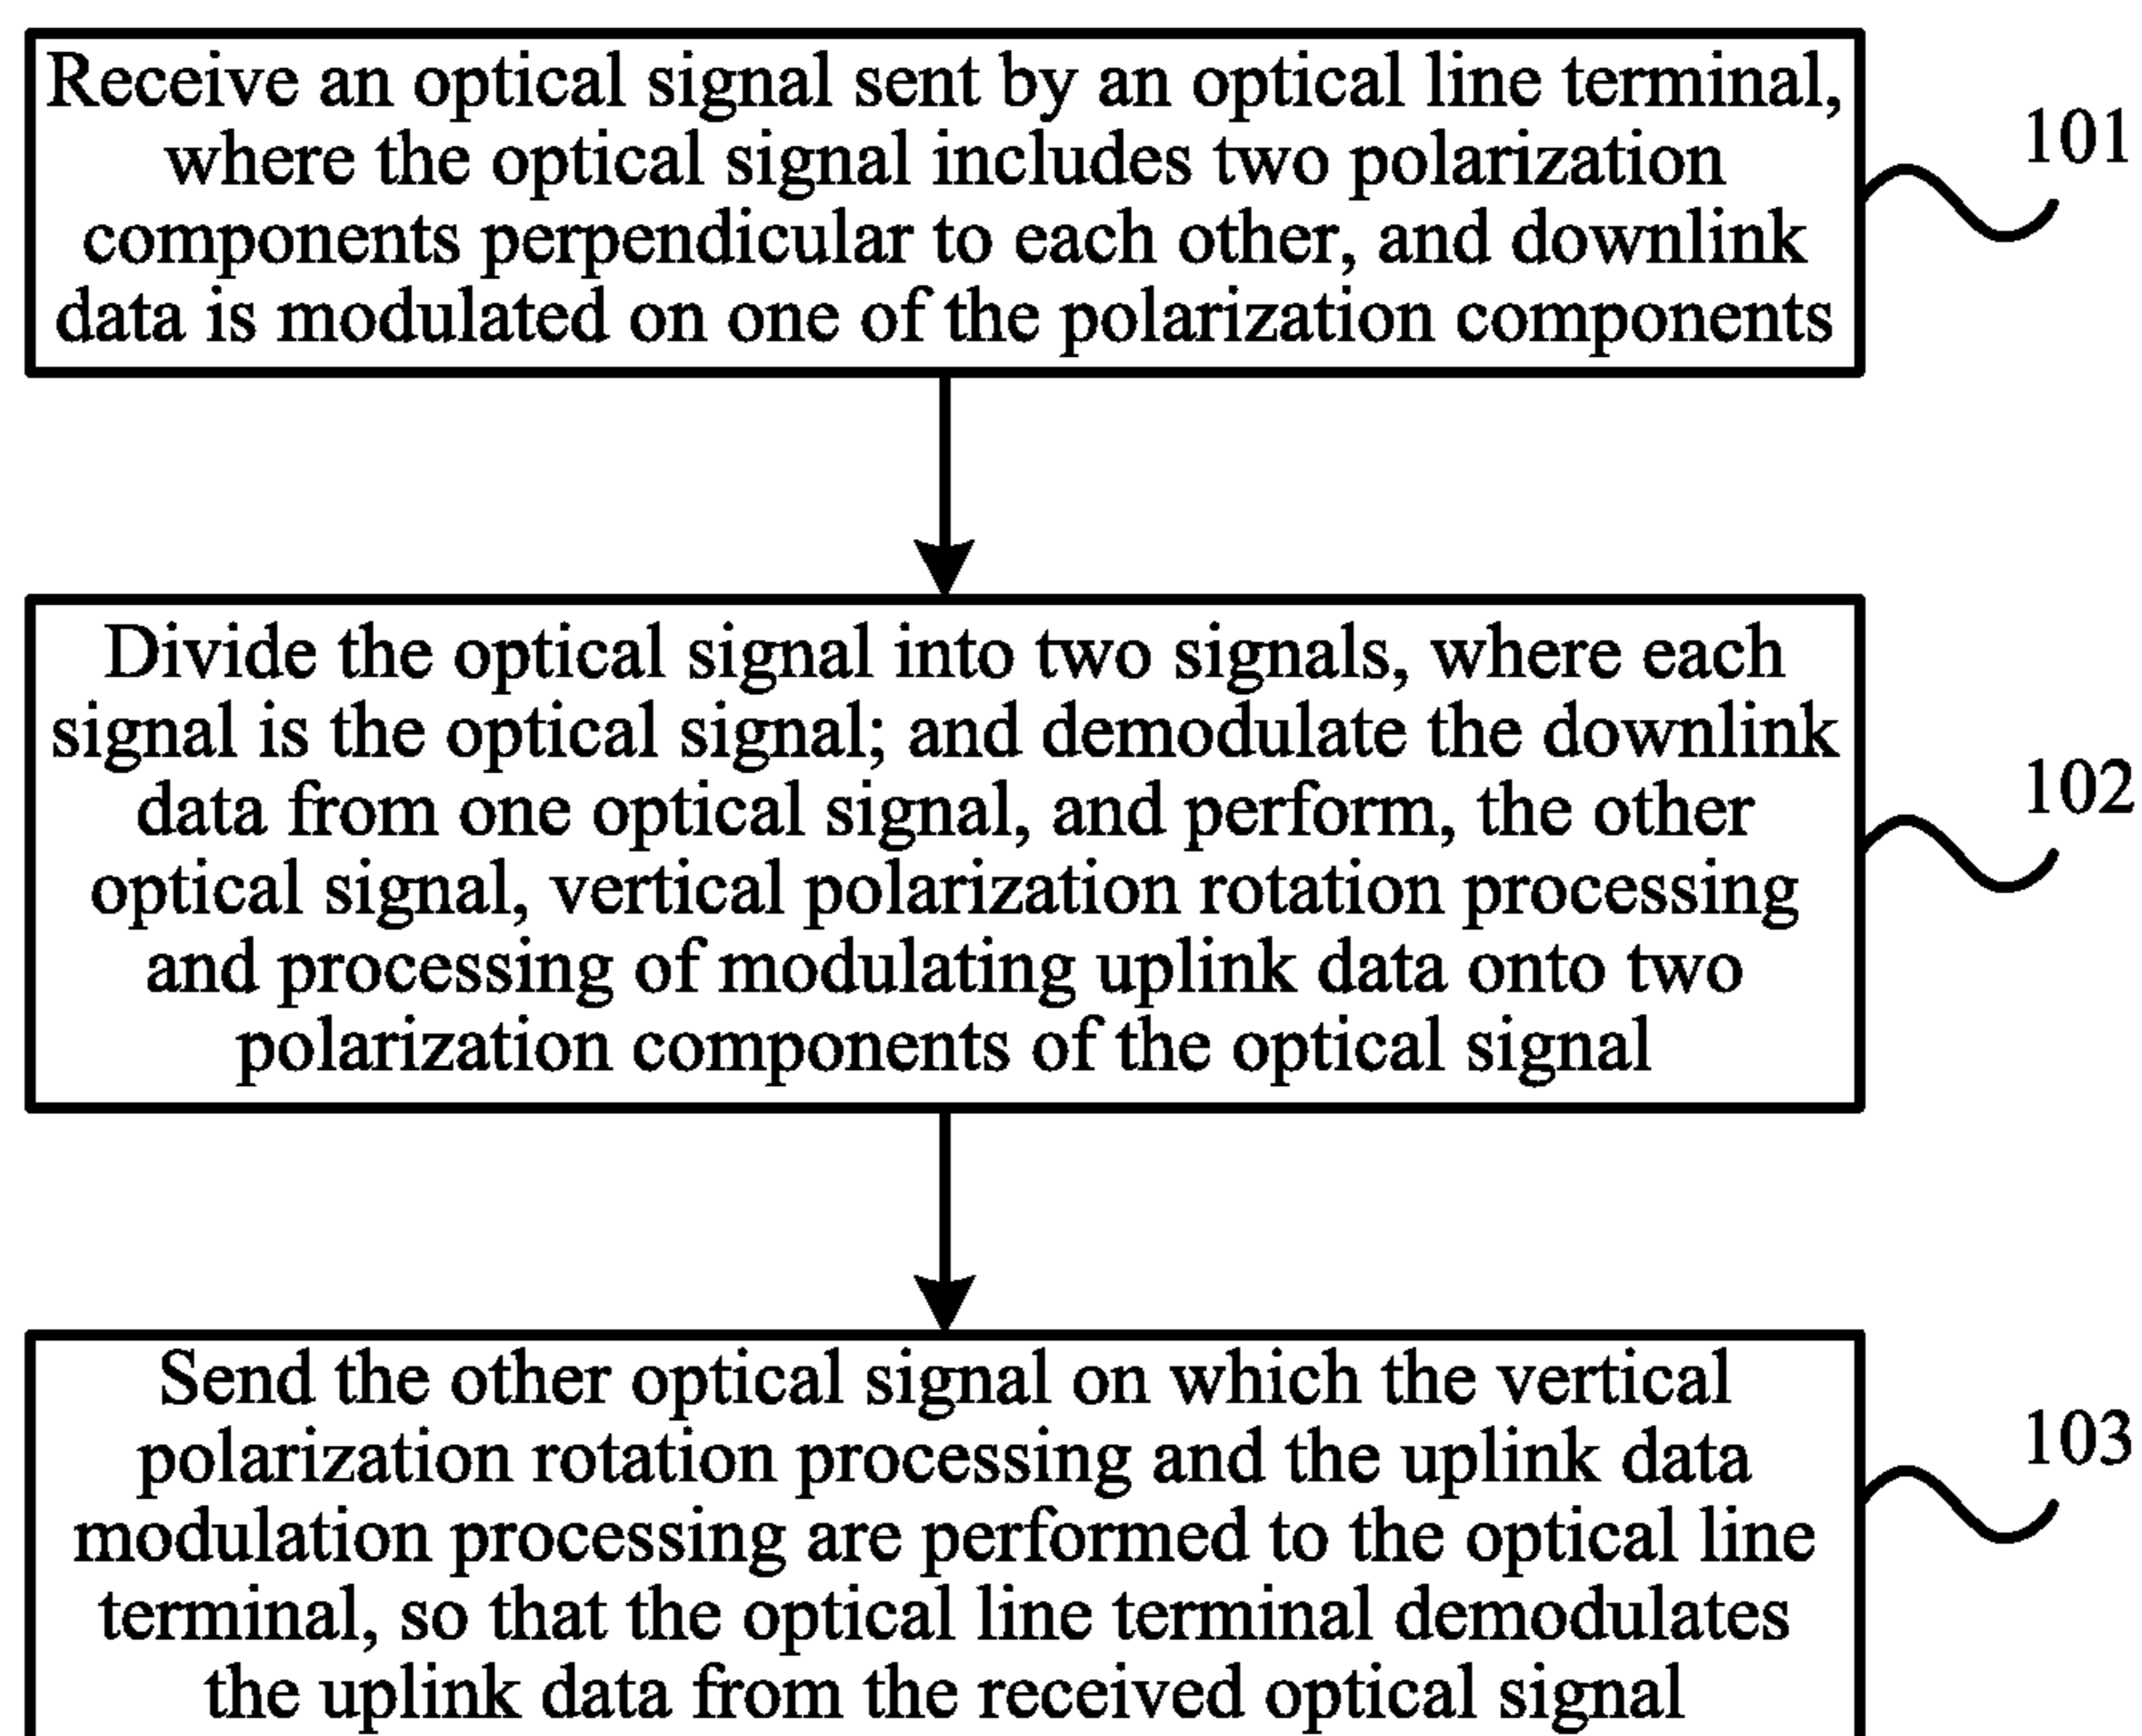 Receive an optical signal sent by an optical line terminal,
where the optical signal includes two polarization
components perpendicular to each other, and downlink
data is modulated on one of the polarization components
101
Divide the optical signal into two signals, where each
signal is the optical signal; and demodulate the downlink
data from one optical signal, and perform, the other
optical signal, vertical polarization rotation processing
and processing of modulating uplink data onto two
polarization components of the optical signal
102
Send the other optical signal on which the vertical
polarization rotation processing and the uplink data
modulation processing are performed to the optical line
terminal, so that the optical line terminal demodulates
the uplink data from the received optical signal
103